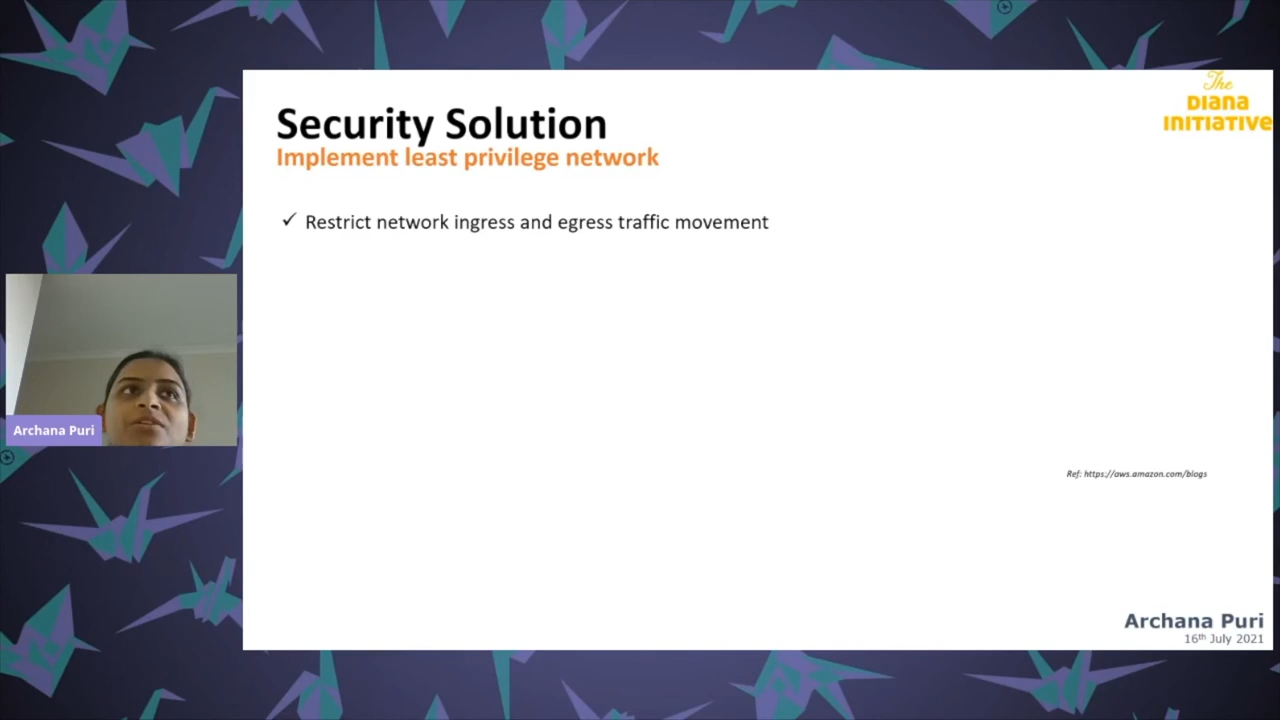 The
DIANA
INITIATIVE
Security Solution
Implement least privilege network
✓ Restrict network ingress and egress traffic movement
Archana Puri
Ref: https://aws.amazon.com/blogs
Archana Puri
16th July 2021